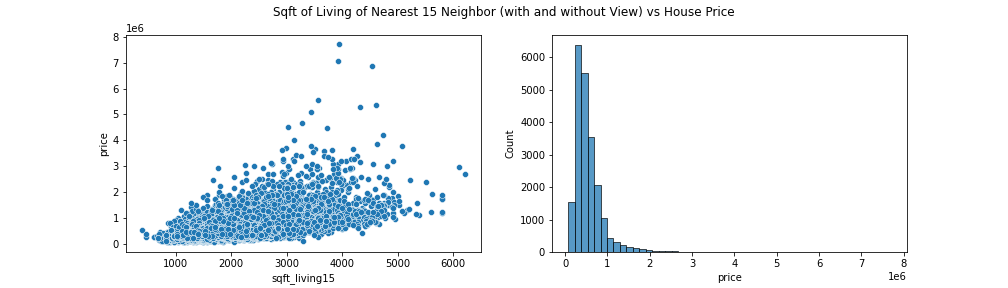 Sqft of Living of Nearest 15 Neighbor (with and without View) vs House Price
1e6
8
7
6
5
4
3
2
1
0
price
1000 2000 3000 4000 5000 6000
sqft_living15
6000
5000
4000
3000
2000
1000
0
Count
0 1 2 3 4 5 6 7 8
price
1e6